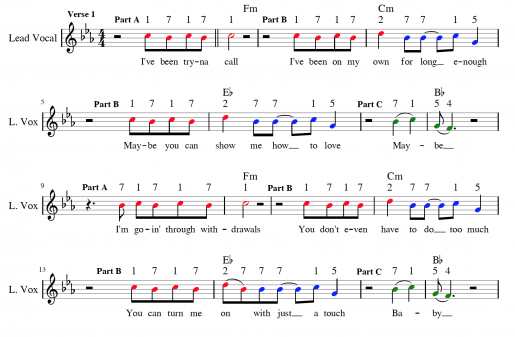 Verse 1
Fm Cm
Part A 1 7 1 7 1 Part B 1 7 1 7 2 7 7 1 5
Lead Vocal 4 4
I've been try-na call I've been on my own for long e-nough
5 E♭ B♭
Part B 1 7 1 7 2 7 7 1 5 Part C 7 1 5 4
L. Vox
May-be you can show me how to love May-be
9 Fm Cm
Part A 7 1 7 1 7 1 Part B 1 7 1 7 2 7 7 1 5
L. Vox
I'm go-in' through with-drawals You don't e-ven have to do too much
13 E♭ B♭
Part B 1 7 1 7 2 7 7 7 1 5 Part C 7 1 5 4
L. Vox
You can turn me on with just a touch Ba-by